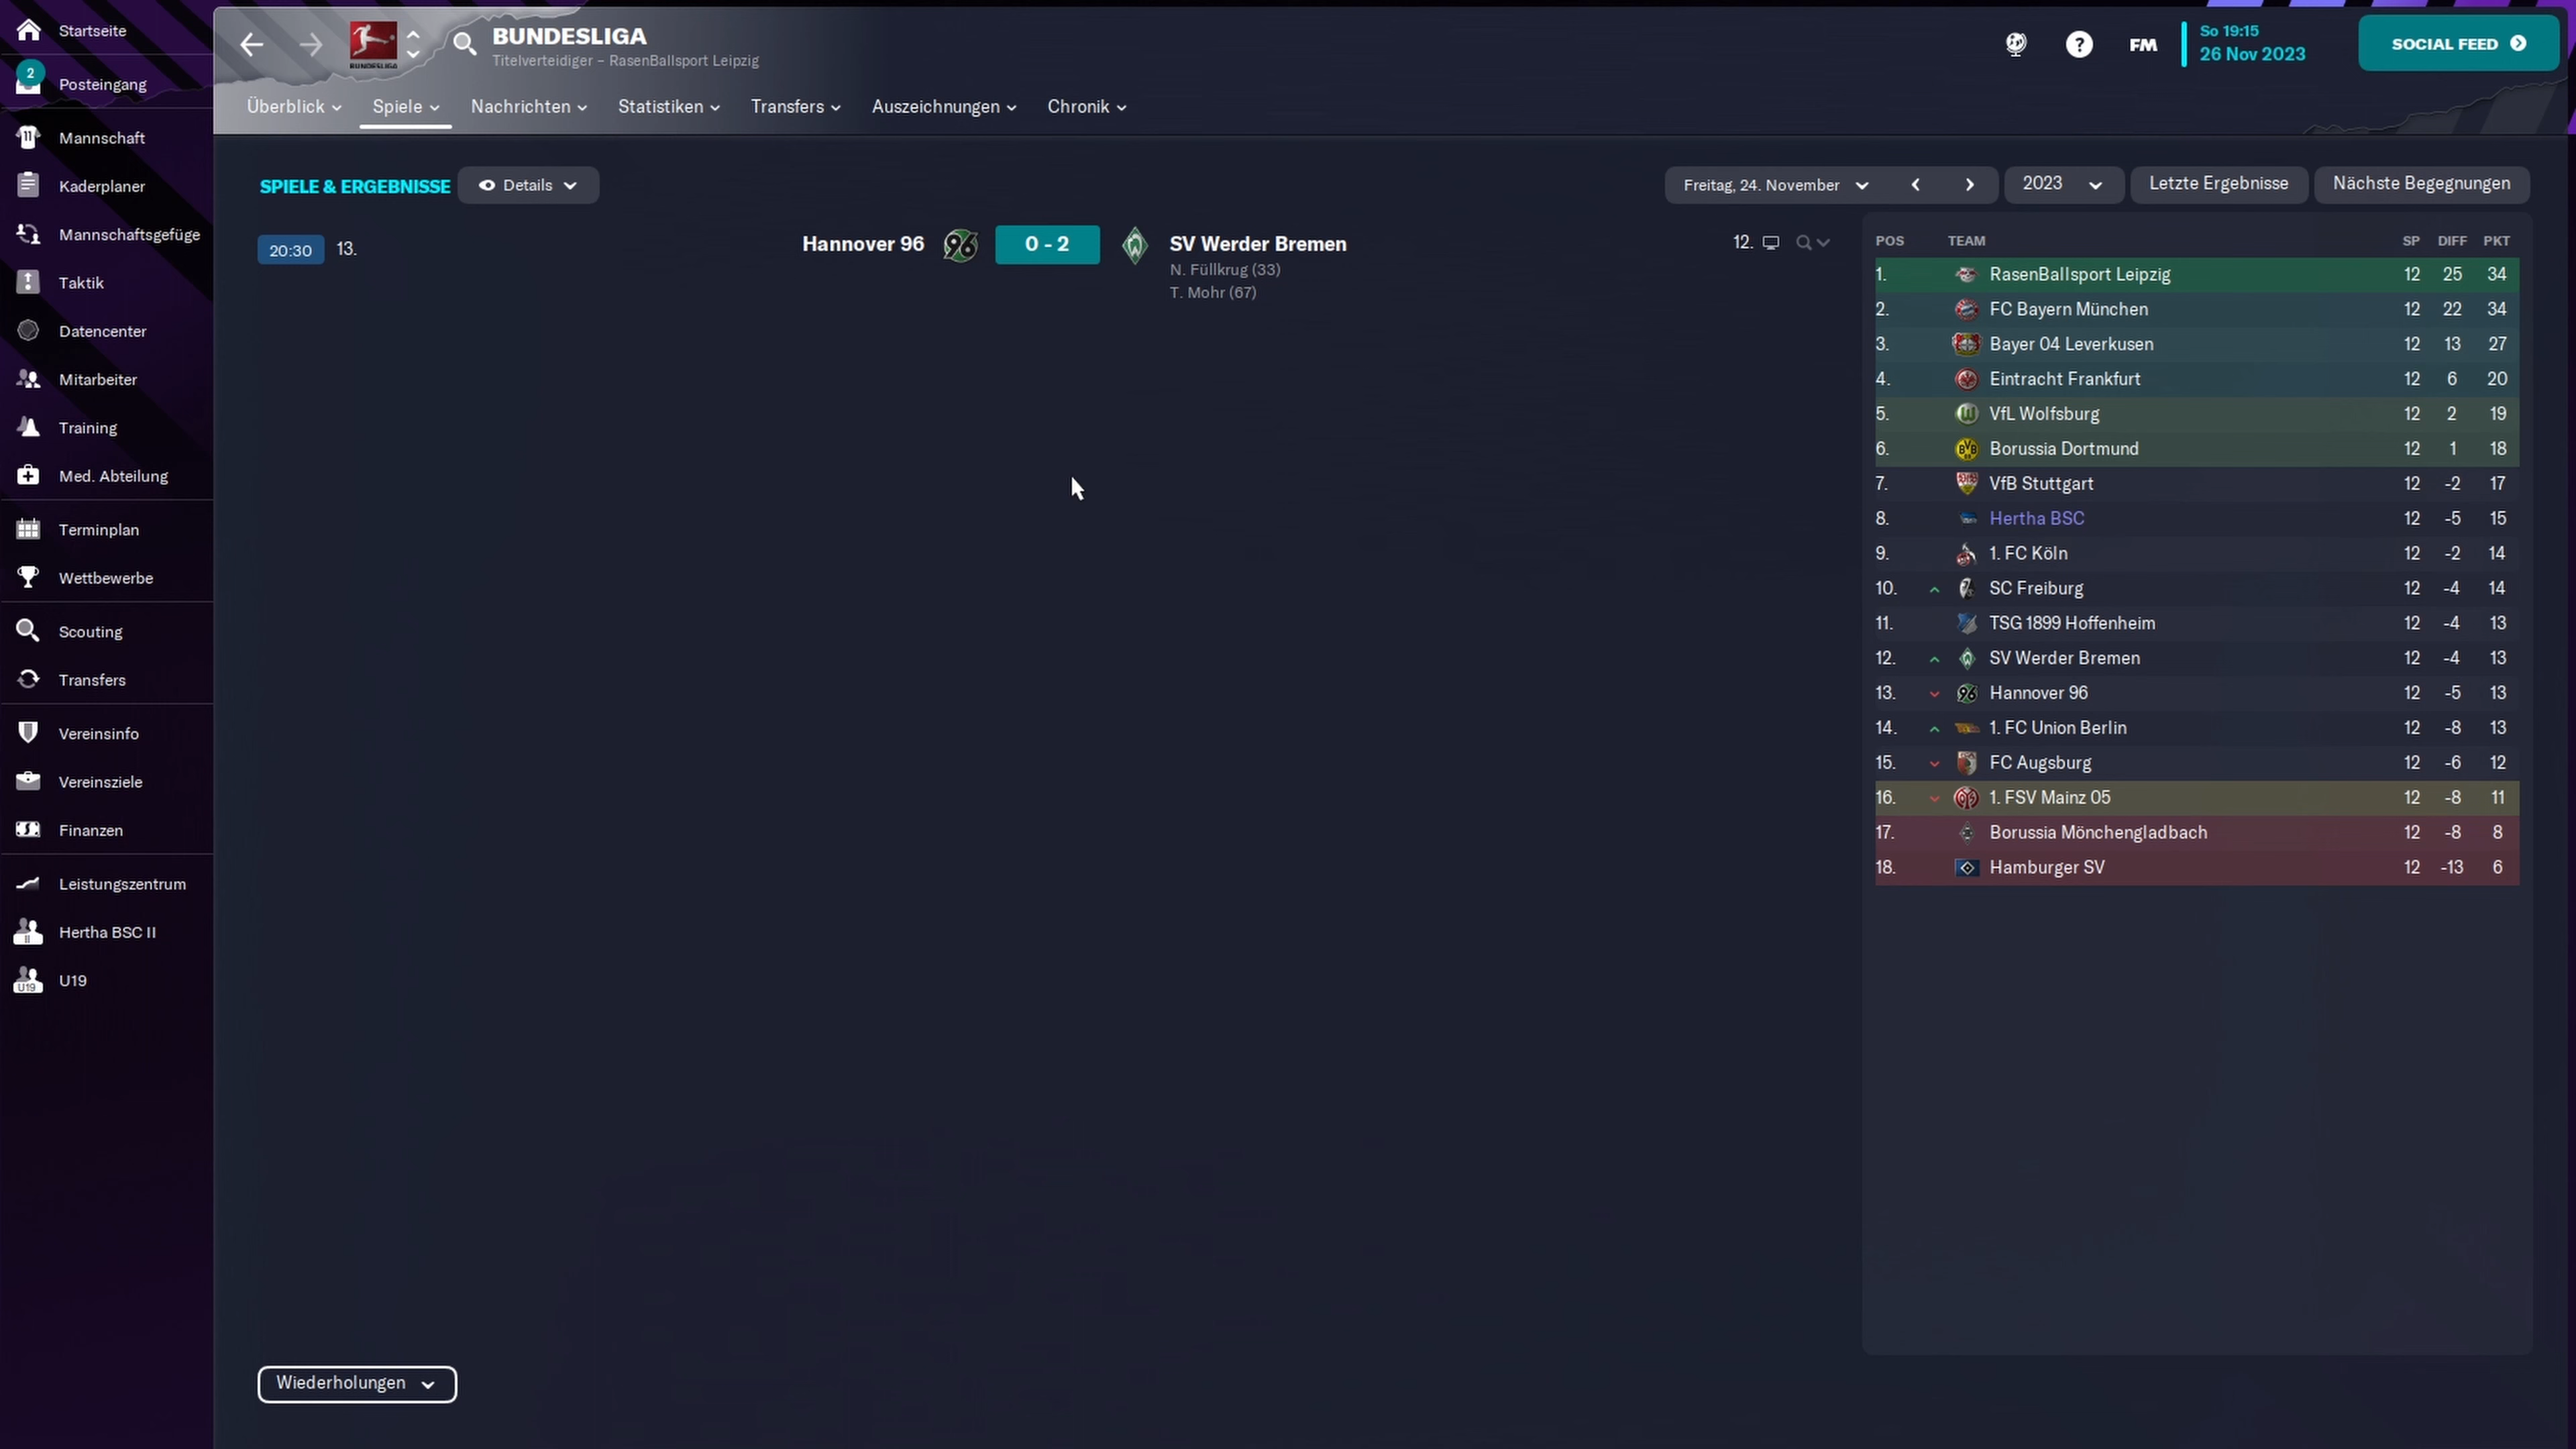 Startseite
2
Posteingang
Mannschaft
Kaderplaner
Mannschaftsgefüge
Taktik
Datencenter
Mitarbeiter
Training
Med. Abteilung
Terminplan
Wettbewerbe
Scouting
Transfers
Vereinsinfo
Vereinsziele
Finanzen
Leistungszentrum
Hertha BSC II
U19 U19
BUNDESLIGA
BUNDESLIGA
Titelverteidiger – RasenBallsport Leipzig
FM
So 19:15
26 Nov 2023
SOCIAL FEED
Überblick Spiele Nachrichten Statistiken Transfers Auszeichnungen Chronik
SPIELE & ERGEBNISSE Details
Freitag, 24. November 2023 Letzte Ergebnisse Nächste Begegnungen
20:30 13. Hannover 96 0 - 2 SV Werder Bremen 12.
N. Füllkrug (33)
T. Mohr (67)
POS TEAM SP DIFF PKT
1. RasenBallsport Leipzig 12 25 34
2. FC Bayern München 12 22 34
3. Bayer 04 Leverkusen 12 13 27
4. Eintracht Frankfurt 12 6 20
5. VfL Wolfsburg 12 2 19
6. Borussia Dortmund 12 1 18
7. VfB Stuttgart 12 -2 17
8. Hertha BSC 12 -5 15
9. 1. FC Köln 12 -2 14
10. SC Freiburg 12 -4 14
11. TSG 1899 Hoffenheim 12 -4 13
12. SV Werder Bremen 12 -4 13
13. Hannover 96 12 -5 13
14. 1. FC Union Berlin 12 -8 13
15. FC Augsburg 12 -6 12
16. 1. FSV Mainz 05 12 -8 11
17. Borussia Mönchengladbach 12 -8 8
18. Hamburger SV 12 -13 6
Wiederholungen